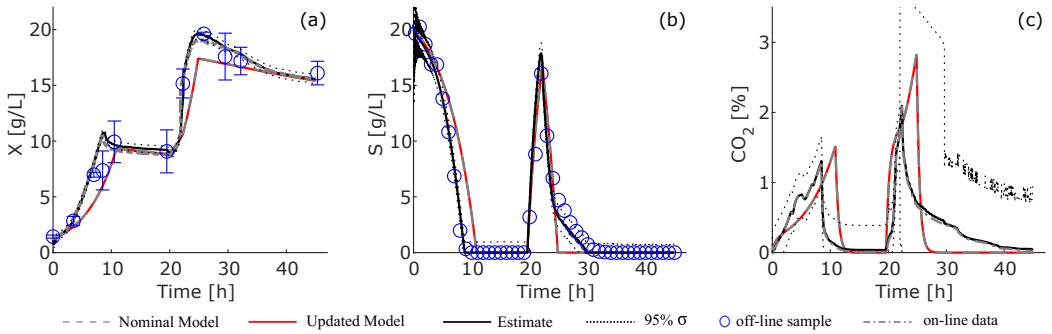 (a)
20
15
10
5
0
X [g/L]
0 10 20 30 40
Time [h]
(b)
20
15
10
5
0
S [g/L]
0 10 20 30 40
Time [h]
(c)
3
2
1
0
CO2 [%]
0 10 20 30 40
Time [h]
Nominal Model Updated Model Estimate 95% σ off-line sample on-line data